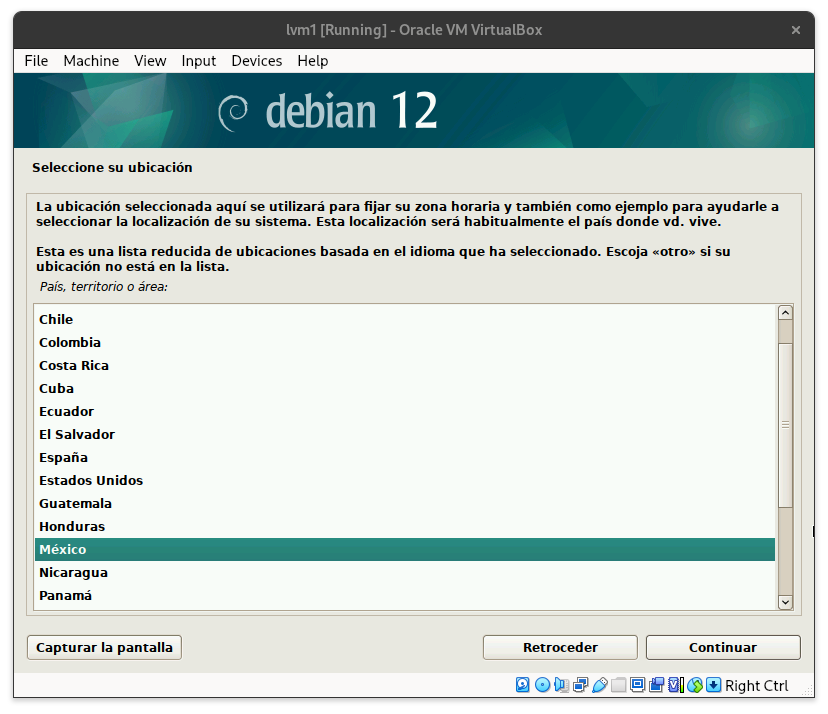 lvm1 [Running] - Oracle VM VirtualBox
File Machine View Input Devices Help
debian 12
Seleccione su ubicación
La ubicación seleccionada aquí se utilizará para fijar su zona horaria y también como ejemplo para ayudarle a
seleccionar la localización de su sistema. Esta localización será habitualmente el país donde vd. vive.
Esta es una lista reducida de ubicaciones basada en el idioma que ha seleccionado. Escoja «otro» si su
ubicación no está en la lista.
País, territorio o área:
Chile
Colombia
Costa Rica
Cuba
Ecuador
El Salvador
España
Estados Unidos
Guatemala
Honduras
México
Nicaragua
Panamá
Capturar la pantalla Retroceder Continuar
Right Ctrl